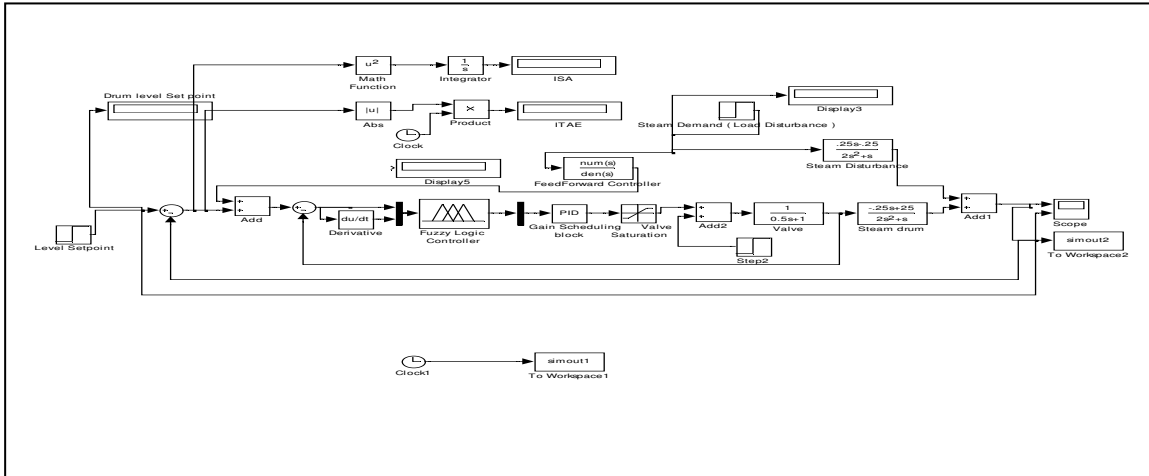 u²
Math
Function
1
s
Integrator
ISA
Drum level Set point
|u|
Abs
×
Product
ITAE
Clock
Display3
Steam Demand ( Load Disturbance )
.25s-.25
2s²+s
Steam Disturbance
Display5
num(s)
den(s)
FeedForward Controller
Level Setpoint
Add
du/dt
Derivative
Fuzzy Logic
Controller
PID
Gain Scheduling
block
Valve
Saturation
Add2
1
0.5s+1
Valve
-.25s+25
2s²+s
Steam drum
Add1
Scope
Step2
simout2
To Workspace2
Clock1
simout1
To Workspace1